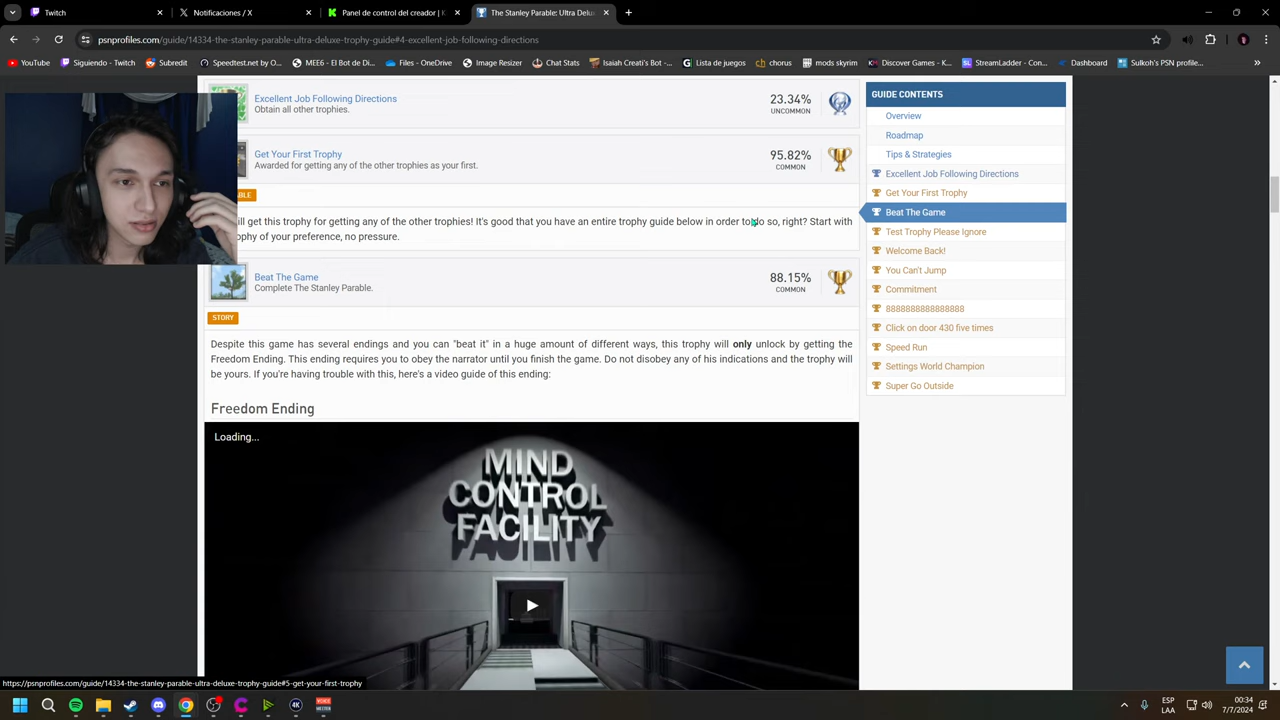 Twitch
(4) Notificaciones / X
Panel de control del creador | K
The Stanley Parable: Ultra Delux
psnprofiles.com/guide/14334-the-stanley-parable-ultra-deluxe-trophy-guide#4-excellent-job-following-directions
YouTube
Siguiendo - Twitch
Subredit
Speedtest.net by O...
MEE6 - El Bot de Di...
Files - OneDrive
Image Resizer
Chat Stats
Isaiah Creati's Bot -...
Lista de juegos
chorus
mods skyrim
Discover Games - K...
StreamLadder - Con...
Dashboard
Sulkoh's PSN profile...
Excellent Job Following Directions
Obtain all other trophies.
23.34%
UNCOMMON
Get Your First Trophy
Awarded for getting any of the other trophies as your first.
95.82%
COMMON
ill get this trophy for getting any of the other trophies! It's good that you have an entire trophy guide below in order to do so, right? Start with
ophy of your preference, no pressure.
Beat The Game
Complete The Stanley Parable.
88.15%
COMMON
STORY
Despite this game has several endings and you can "beat it" in a huge amount of different ways, this trophy will only unlock by getting the
Freedom Ending. This ending requires you to obey the narrator until you finish the game. Do not disobey any of his indications and the trophy will
be yours. If you're having trouble with this, here's a video guide of this ending:
Freedom Ending
Loading...
MIND
CONTROL
FACILITY
GUIDE CONTENTS
Overview
Roadmap
Tips & Strategies
Excellent Job Following Directions
Get Your First Trophy
Beat The Game
Test Trophy Please Ignore
Welcome Back!
You Can't Jump
Commitment
8888888888888888
Click on door 430 five times
Speed Run
Settings World Champion
Super Go Outside
https://psnprofiles.com/guide/14334-the-stanley-parable-ultra-deluxe-trophy-guide#5-get-your-first-trophy
ESP
LAA
00:34
7/7/2024